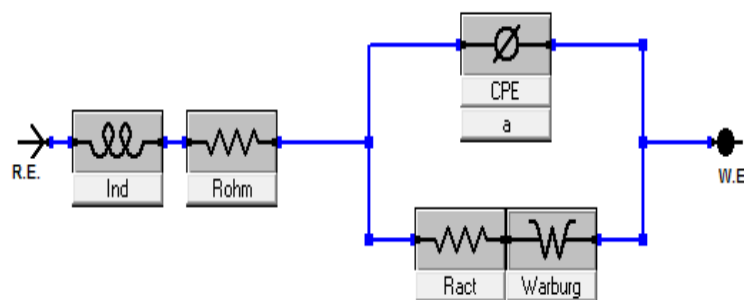 CPE
a
R.E.
Ind
Rohm
W.E
Ract
Warburg